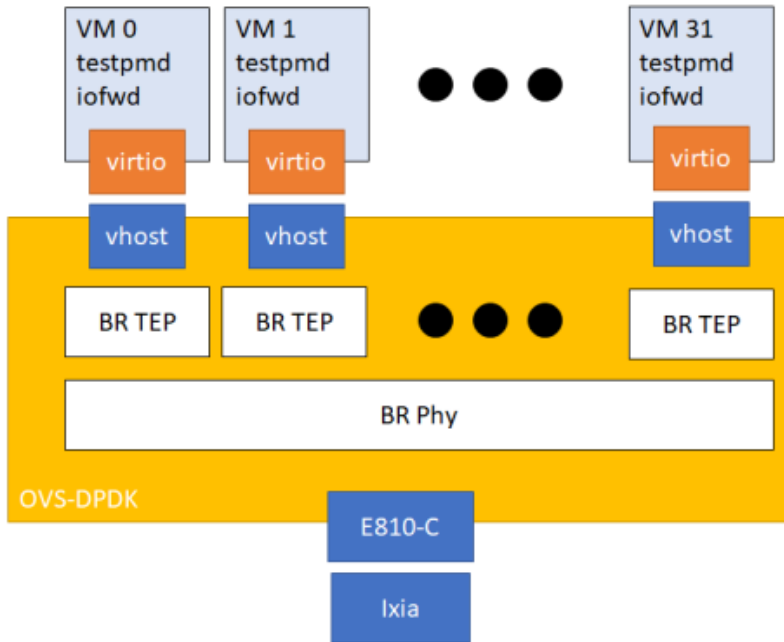 VM 0
testpmd
iofwd
VM 1
testpmd
iofwd
VM 31
testpmd
iofwd
virtio
virtio
virtio
vhost
vhost
vhost
BR TEP
BR TEP
BR TEP
BR Phy
OVS-DPDK
E810-C
Ixia